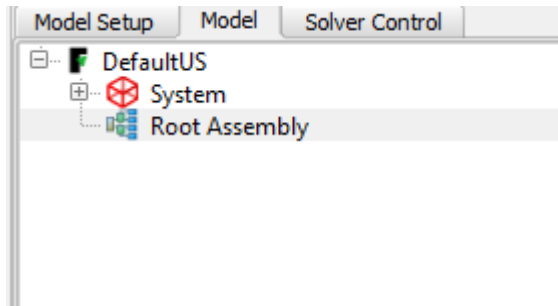 Model Setup Model Solver Control
DefaultUS
System
Root Assembly